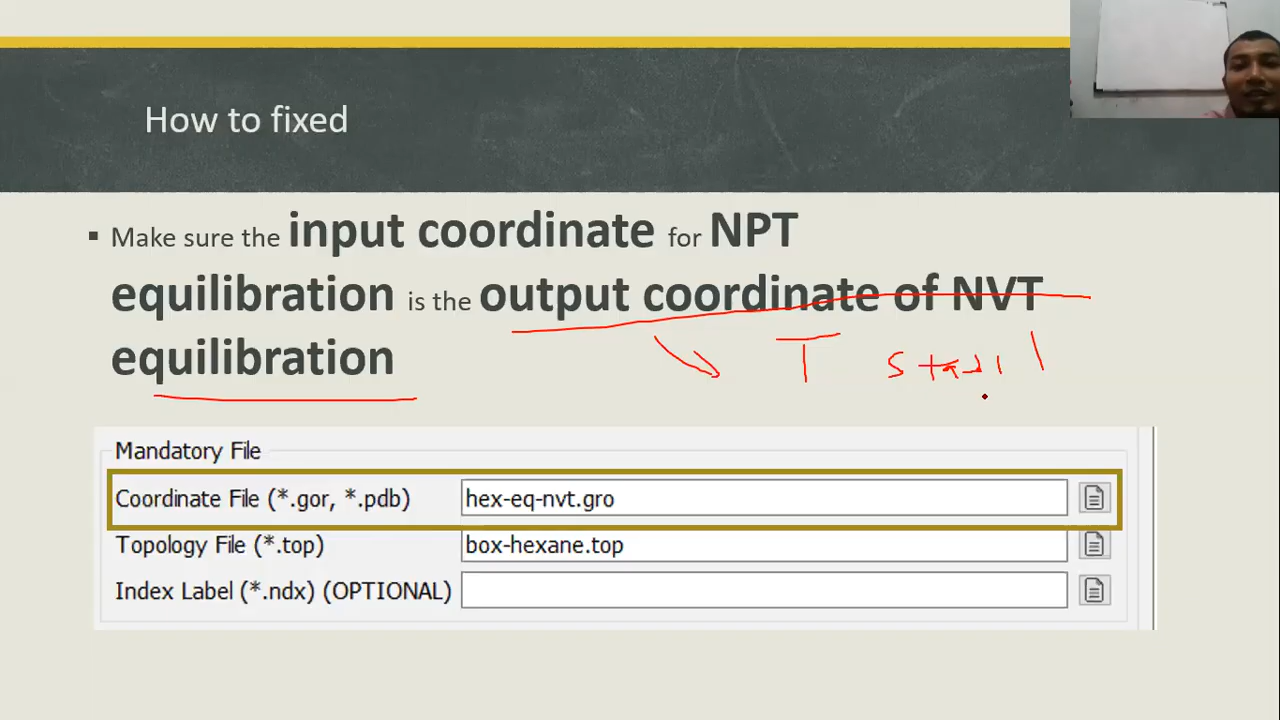 How to fixed
Make sure the input coordinate for NPT
equilibration is the output coordinate of NVT
equilibration
T
Mandatory File
Coordinate File (*.gor, *.pdb) hex-eq-nvt.gro
Topology File (*.top) box-hexane.top
Index Label (*.ndx) (OPTIONAL)